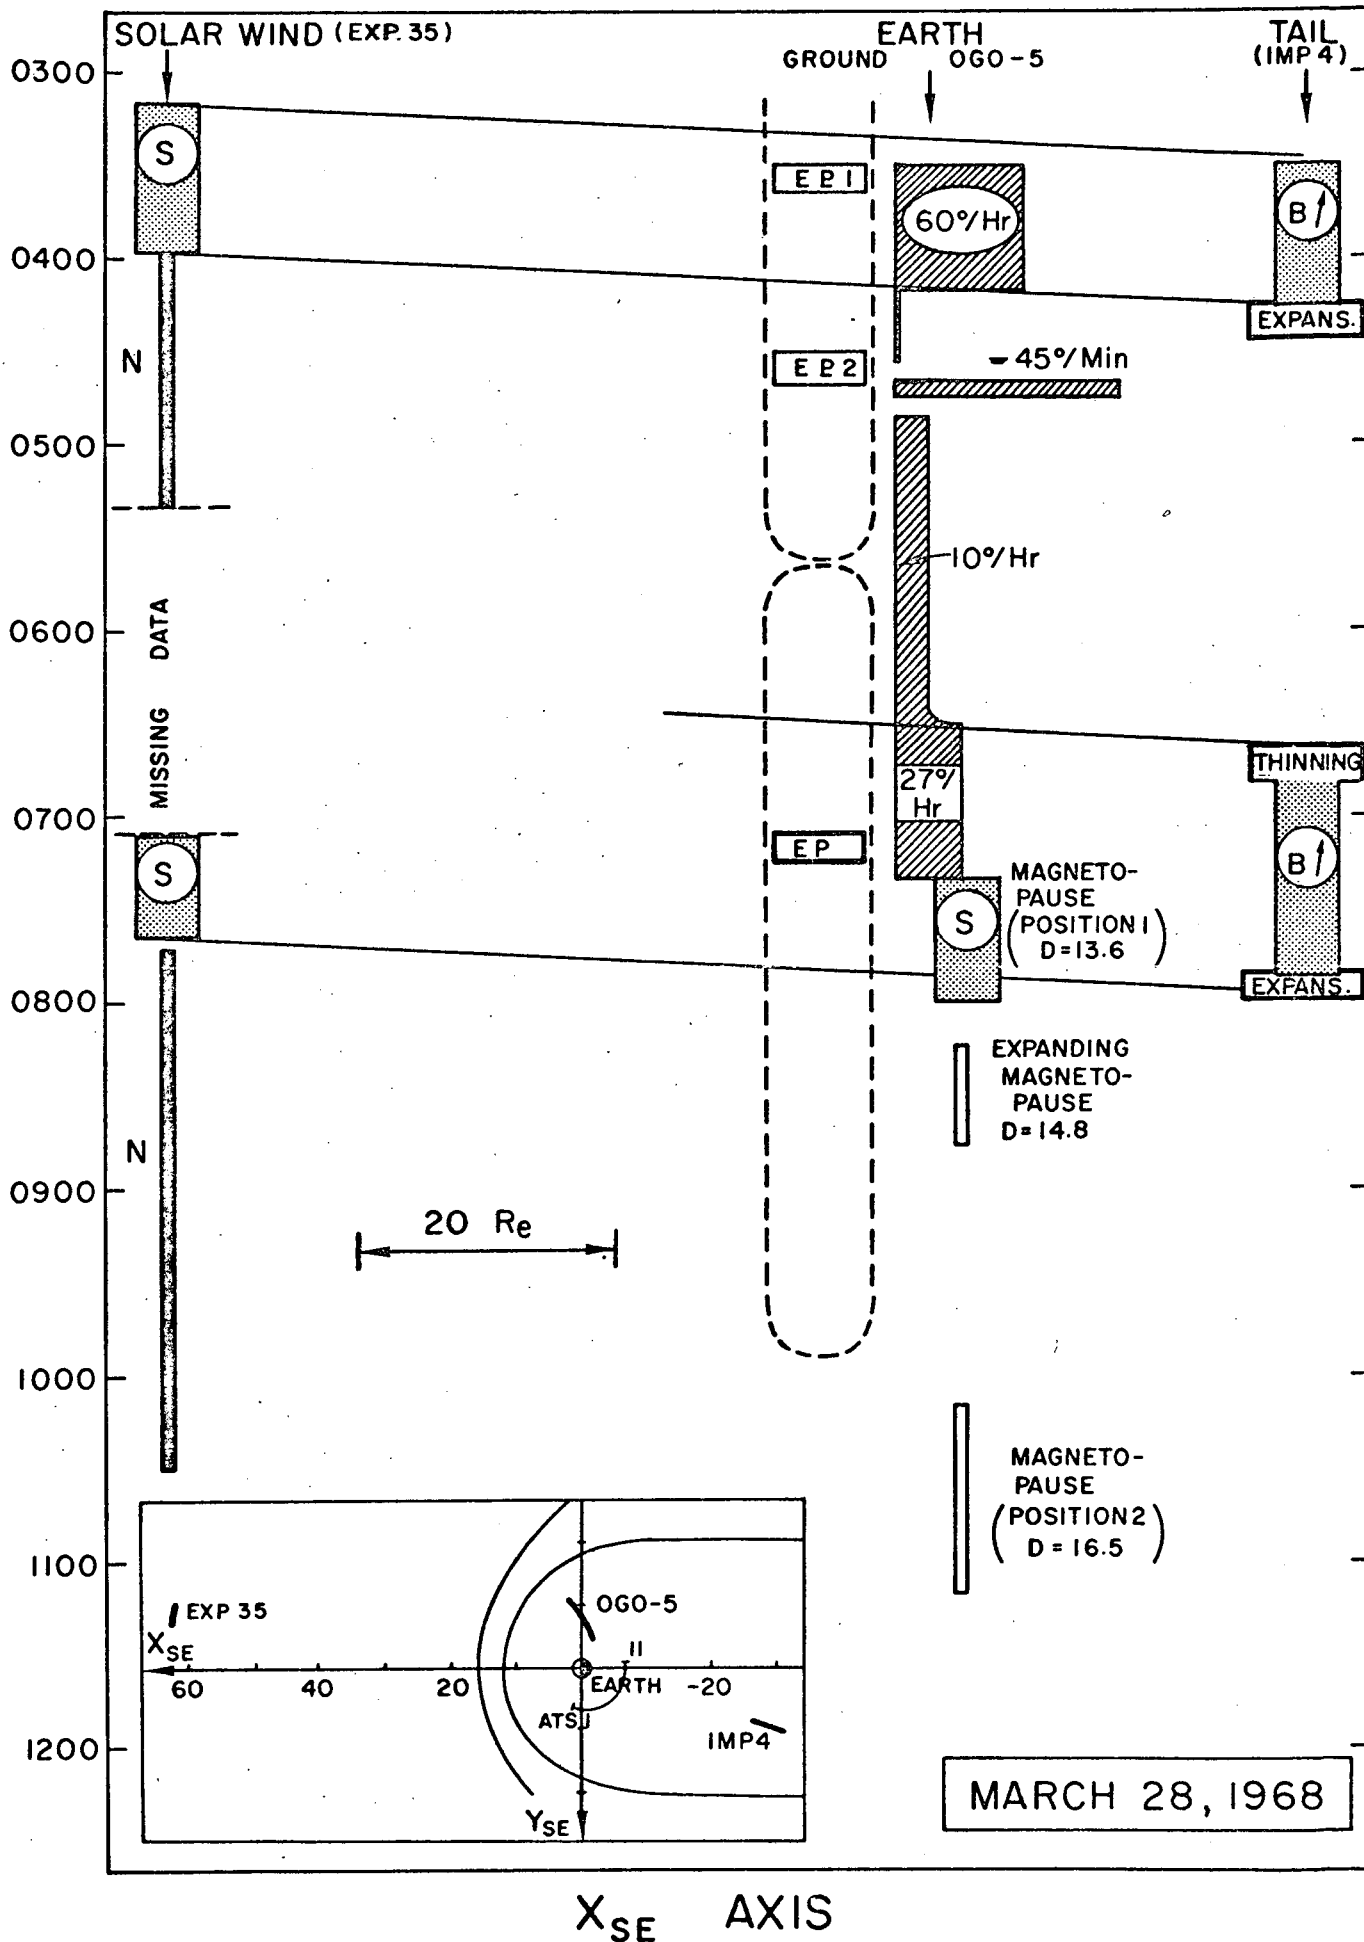 SOLAR WIND (EXP. 35)
EARTH
GROUND OGO-5
TAIL
(IMP 4)
0300
S
E P. 1
60°/Hr
B
0400
EXPANS.
N
E P. 2
- 45°/Min
0500
10°/Hr
0600
MISSING DATA
THINNING
27°/
Hr
0700
EP
S
B
MAGNETO-
PAUSE
(POSITION 1
D=13.6)
S
EXPANS.
0800
EXPANDING
MAGNETO-
PAUSE
D=14.8
N
0900
20 Re
1000
MAGNETO-
PAUSE
(POSITION 2
D = 16.5)
1100
EXP 35
OGO-5
XSE
II
60 40 20 EARTH -20
ATS I
IMP4
1200
YSE
MARCH 28, 1968
XSE AXIS